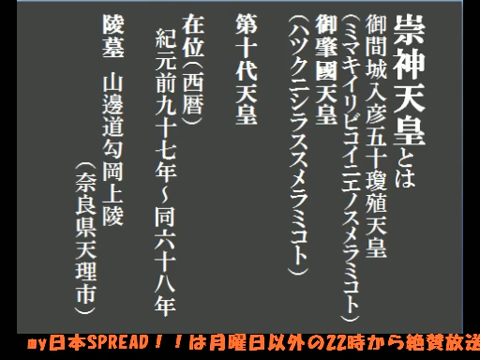 崇神天皇とは
御間城入彦五十瓊殖天皇
（ミマキイリビコイニエノスメラミコト）
御肇國天皇
（ハツクニシラススメラミコト）
第十代天皇
在位（西暦）
紀元前九十七年～同六十八年
陵墓　山邊道勾岡上陵
（奈良県天理市）
my日本SPREAD！！は月曜日以外の22時から絶賛放送